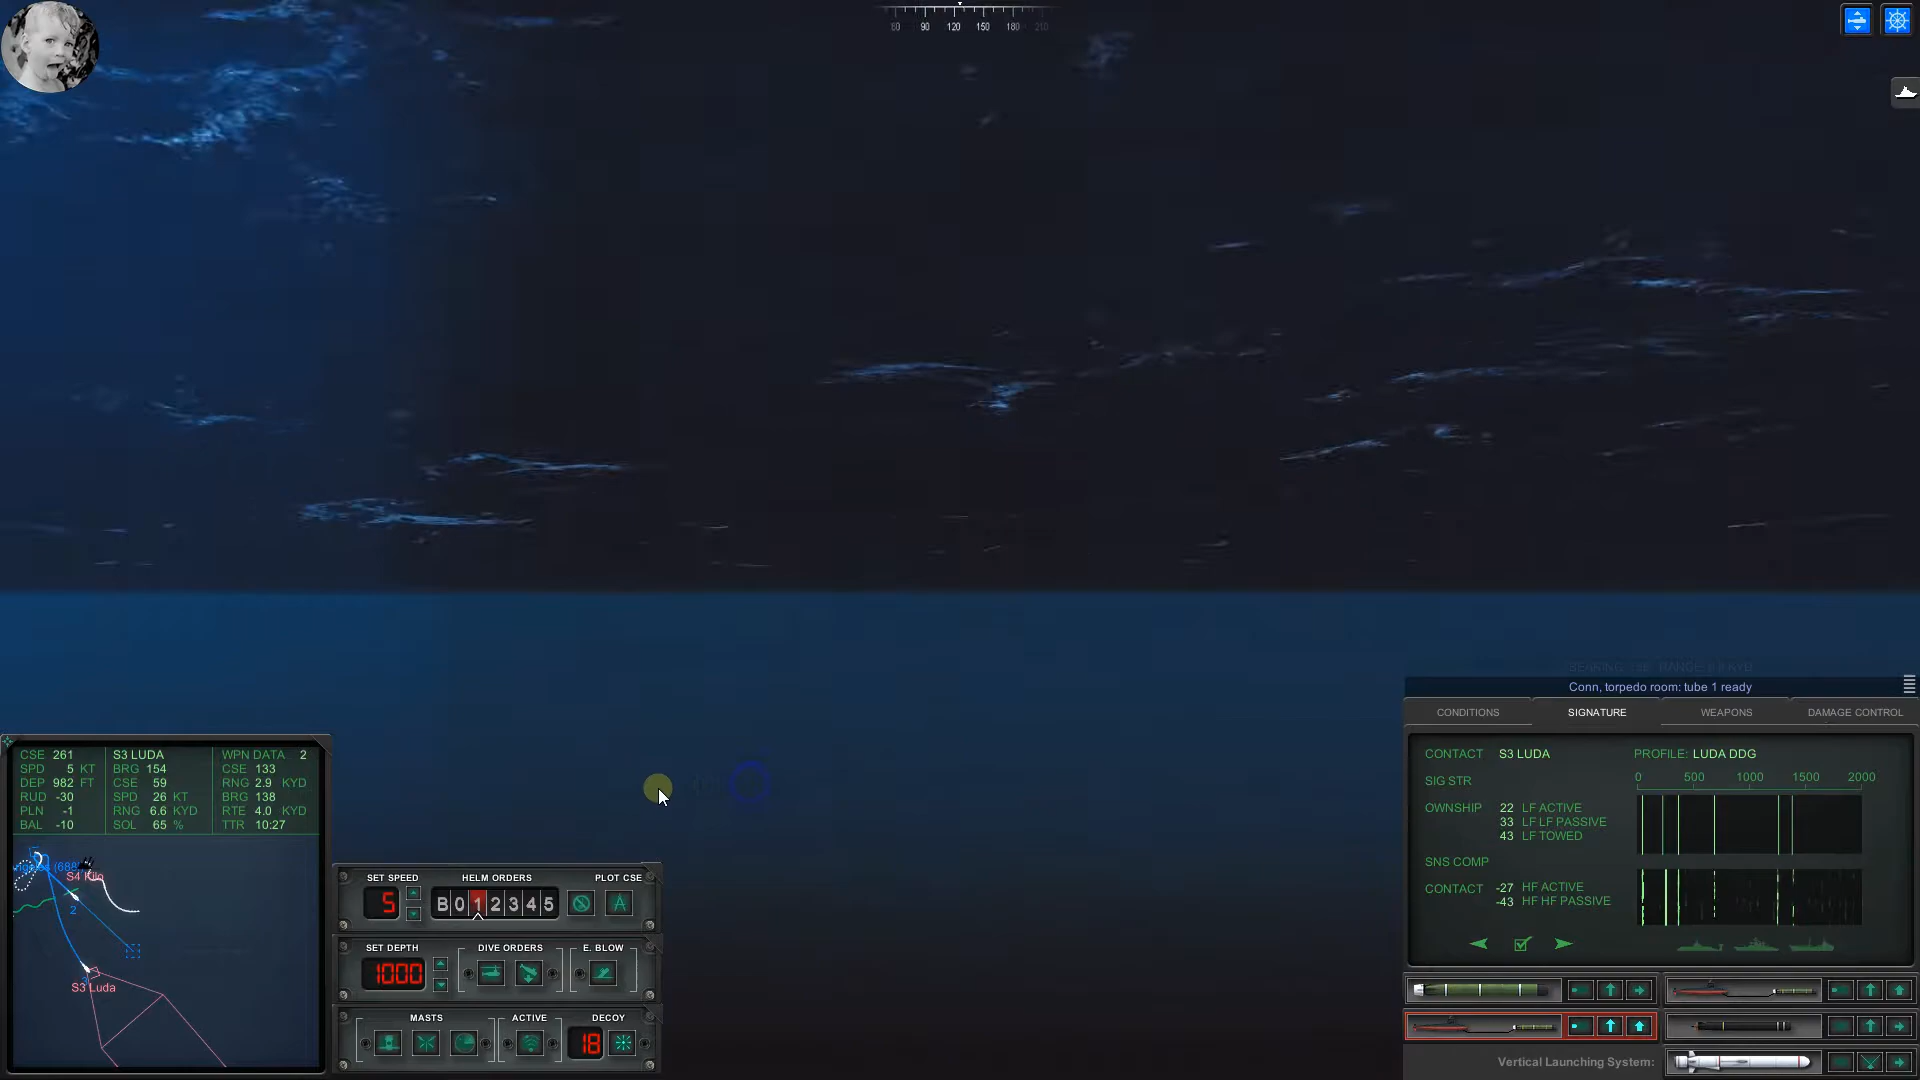 60 90 120 150 180 210
Conn, torpedo room: tube 1 ready
CONDITIONS SIGNATURE WEAPONS DAMAGE CONTROL
CONTACT S3 LUDA PROFILE: LUDA DDG
SIG STR 0 500 1000 1500 2000
OWNSHIP 22 LF ACTIVE
33 LF LF PASSIVE
43 LF TOWED
SNS COMP
CONTACT -27 HF ACTIVE
-43 HF HF PASSIVE
Vertical Launching System:
CSE 261 S3 LUDA WPN DATA 2
SPD 5 KT BRG 154 CSE 133
DEP 982 FT CSE 59 RNG 2.9 KYD
RUD -30 SPD 26 KT BRG 138
PLN -1 RNG 6.6 KYD RTE 4.0 KYD
BAL -10 SOL 65 % TTR 10:27
S4 Kilo
2
S3 Luda
SET SPEED HELM ORDERS PLOT CSE
5 B 0 1 2 3 4 5
SET DEPTH DIVE ORDERS E. BLOW
1000
MASTS ACTIVE DECOY
18